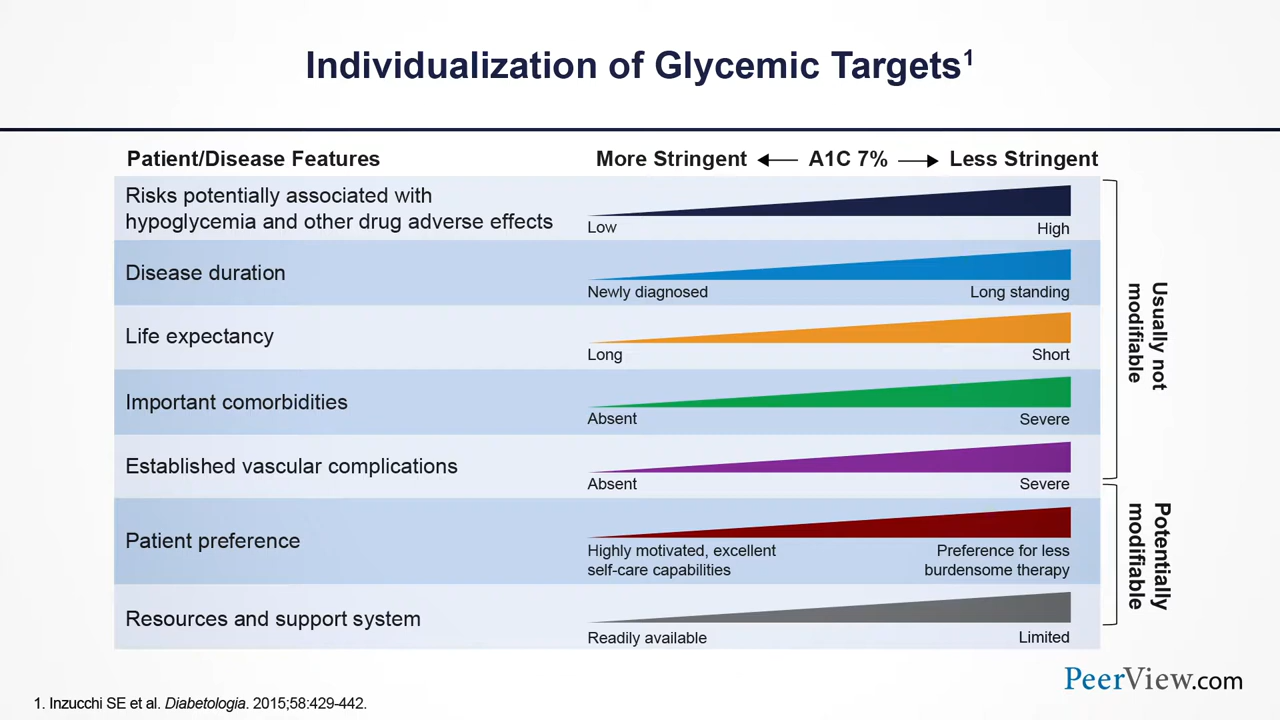 Individualization of Glycemic Targets1
Patient/Disease Features
More Stringent ← A1C 7% → Less Stringent
Risks potentially associated with
hypoglycemia and other drug adverse effects
Low
High
Disease duration
Newly diagnosed
Long standing
Life expectancy
Long
Short
Important comorbidities
Absent
Severe
Established vascular complications
Absent
Severe
Usually not
modifiable
Patient preference
Highly motivated, excellent
self-care capabilities
Preference for less
burdensome therapy
Resources and support system
Readily available
Limited
Potentially
modifiable
PeerView.com
1. Inzucchi SE et al. Diabetologia. 2015;58:429-442.